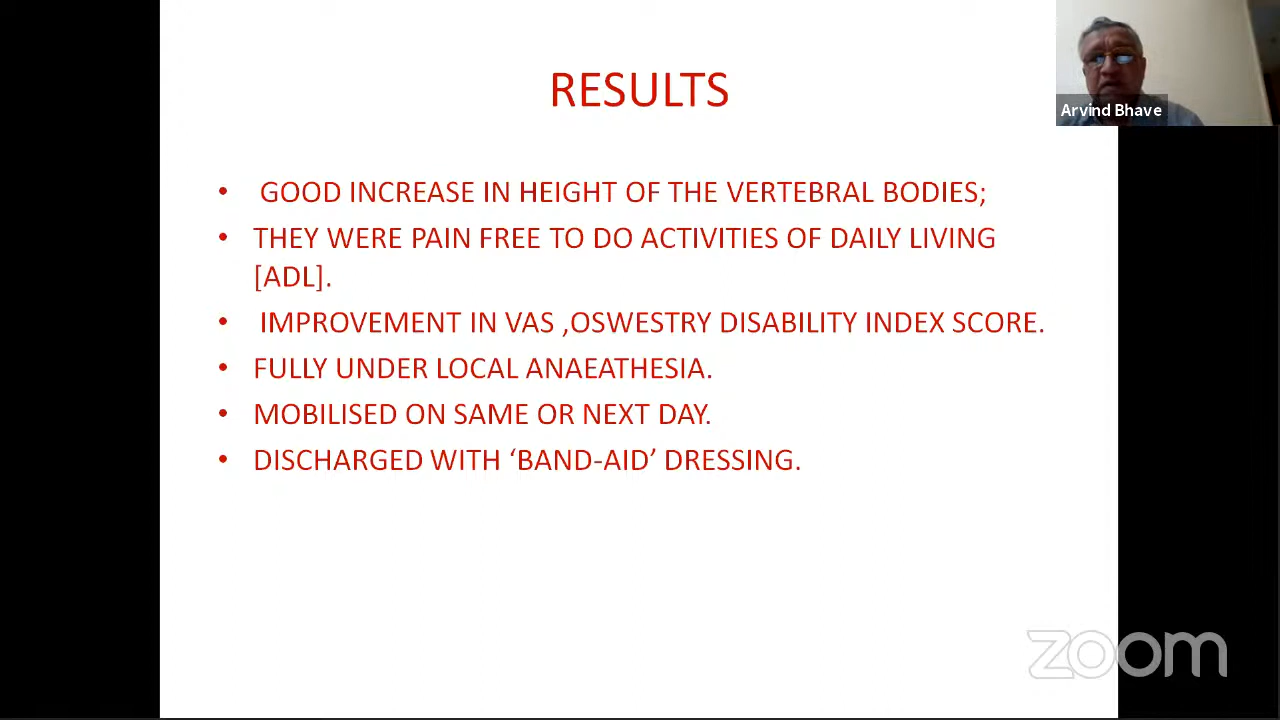 RESULTS
Arvind Bhave
• GOOD INCREASE IN HEIGHT OF THE VERTEBRAL BODIES;
• THEY WERE PAIN FREE TO DO ACTIVITIES OF DAILY LIVING
[ADL].
• IMPROVEMENT IN VAS ,OSWESTRY DISABILITY INDEX SCORE.
• FULLY UNDER LOCAL ANAEATHESIA.
• MOBILISED ON SAME OR NEXT DAY.
• DISCHARGED WITH ‘BAND-AID’ DRESSING.
zoom